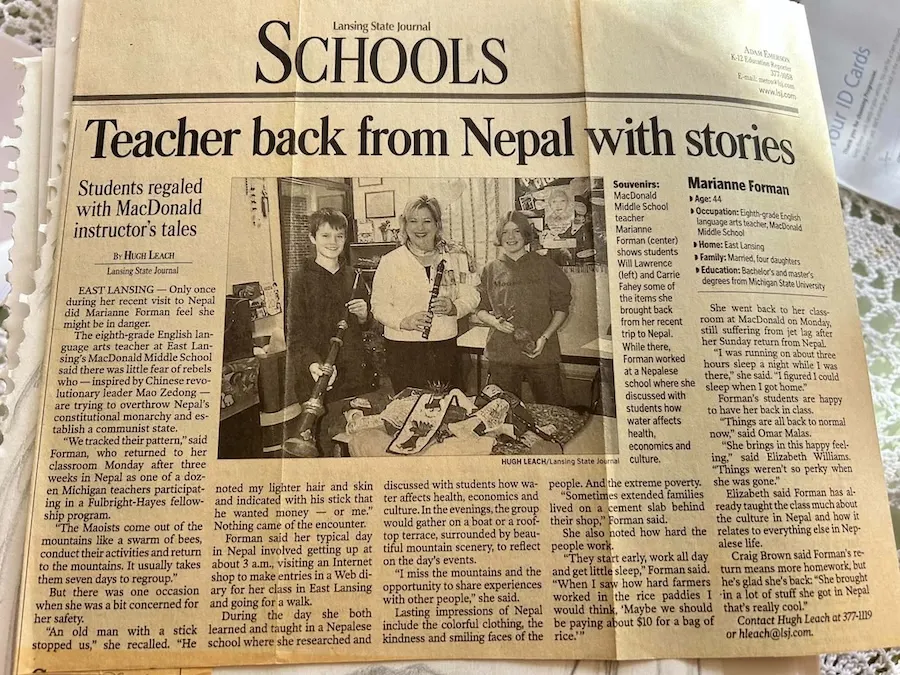 Lansing State Journal
SCHOOLS
ADAM EMERSON
K-12 Education Reporter
377-1058
E-mail:
www.lsj.com
our ID Cards
Teacher back from Nepal with stories
Students regaled
with MacDonald
instructor's tales
BY HUGH LEACH
Lansing State Journal
EAST LANSING — Only once
during her recent visit to Nepal
did Marianne Forman feel she
might be in danger.
The eighth-grade English lan-
guage arts teacher at East Lan-
sing's MacDonald Middle School
said there was little fear of rebels
who — inspired by Chinese revo-
lutionary leader Mao Zedong —
are trying to overthrow Nepal's
constitutional monarchy and es-
tablish a communist state.
"We tracked their pattern," said
Forman, who returned to her
classroom Monday after three
weeks in Nepal as one of a doz-
en Michigan teachers participat-
ing in a Fulbright-Hayes fellow-
ship program.
"The Maoists come out of the
mountains like a swarm of bees,
conduct their activities and return
to the mountains. It usually takes
them seven days to regroup."
But there was one occasion
when she was a bit concerned for
her safety.
"An old man with a stick
stopped us," she recalled. "He
HUGH LEACH/Lansing State Journal
noted my lighter hair and skin
and indicated with his stick that
he wanted money — or me."
Nothing came of the encounter.
Forman said her typical day
in Nepal involved getting up at
about 3 a.m., visiting an Internet
shop to make entries in a Web di-
ary for her class in East Lansing
and going for a walk.
During the day she both
learned and taught in a Nepalese
school where she researched and
discussed with students how wa-
ter affects health, economics and
culture. In the evenings, the group
would gather on a boat or a roof-
top terrace, surrounded by beau-
tiful mountain scenery, to reflect
on the day's events.
"I miss the mountains and the
opportunity to share experiences
with other people," she said.
Lasting impressions of Nepal
include the colorful clothing, the
kindness and smiling faces of the
people. And the extreme poverty.
"Sometimes extended families
lived on a cement slab behind
their shop," Forman said.
She also noted how hard the
people work.
"They start early, work all day
and get little sleep," Forman said.
"When I saw how hard farmers
worked in the rice paddies I
would think, 'Maybe we should
be paying about $10 for a bag of
rice.'"
Souvenirs:
MacDonald
Middle School
teacher
Marianne
Forman (center)
shows students
Will Lawrence
(left) and Carrie
Fahey some of
the items she
brought back
from her recent
trip to Nepal.
While there,
Forman worked
at a Nepalese
school where she
discussed with
students how
water affects
health,
economics and
culture.
Marianne Forman
Age: 44
Occupation: Eighth-grade English
language arts teacher, MacDonald
Middle School
Home: East Lansing
Family: Married, four daughters
Education: Bachelor's and master's
degrees from Michigan State University
She went back to her class-
room at MacDonald on Monday,
still suffering from jet lag after
her Sunday return from Nepal.
"I was running on about three
hours sleep a night while I was
there," she said. "I figured I could
sleep when I got home."
Forman's students are happy
to have her back in class.
"Things are all back to normal
now," said Omar Malas.
"She brings in this happy feel-
ing," said Elizabeth Williams.
"Things weren't so perky when
she was gone."
Elizabeth said Forman has al-
ready taught the class much about
the culture in Nepal and how it
relates to everything else in Nep-
alese life.
Craig Brown said Forman's re-
turn means more homework, but
he's glad she's back: "She brought
in a lot of stuff she got in Nepal
that's really cool."
Contact Hugh Leach at 377-1119
or hleach@lsj.com.